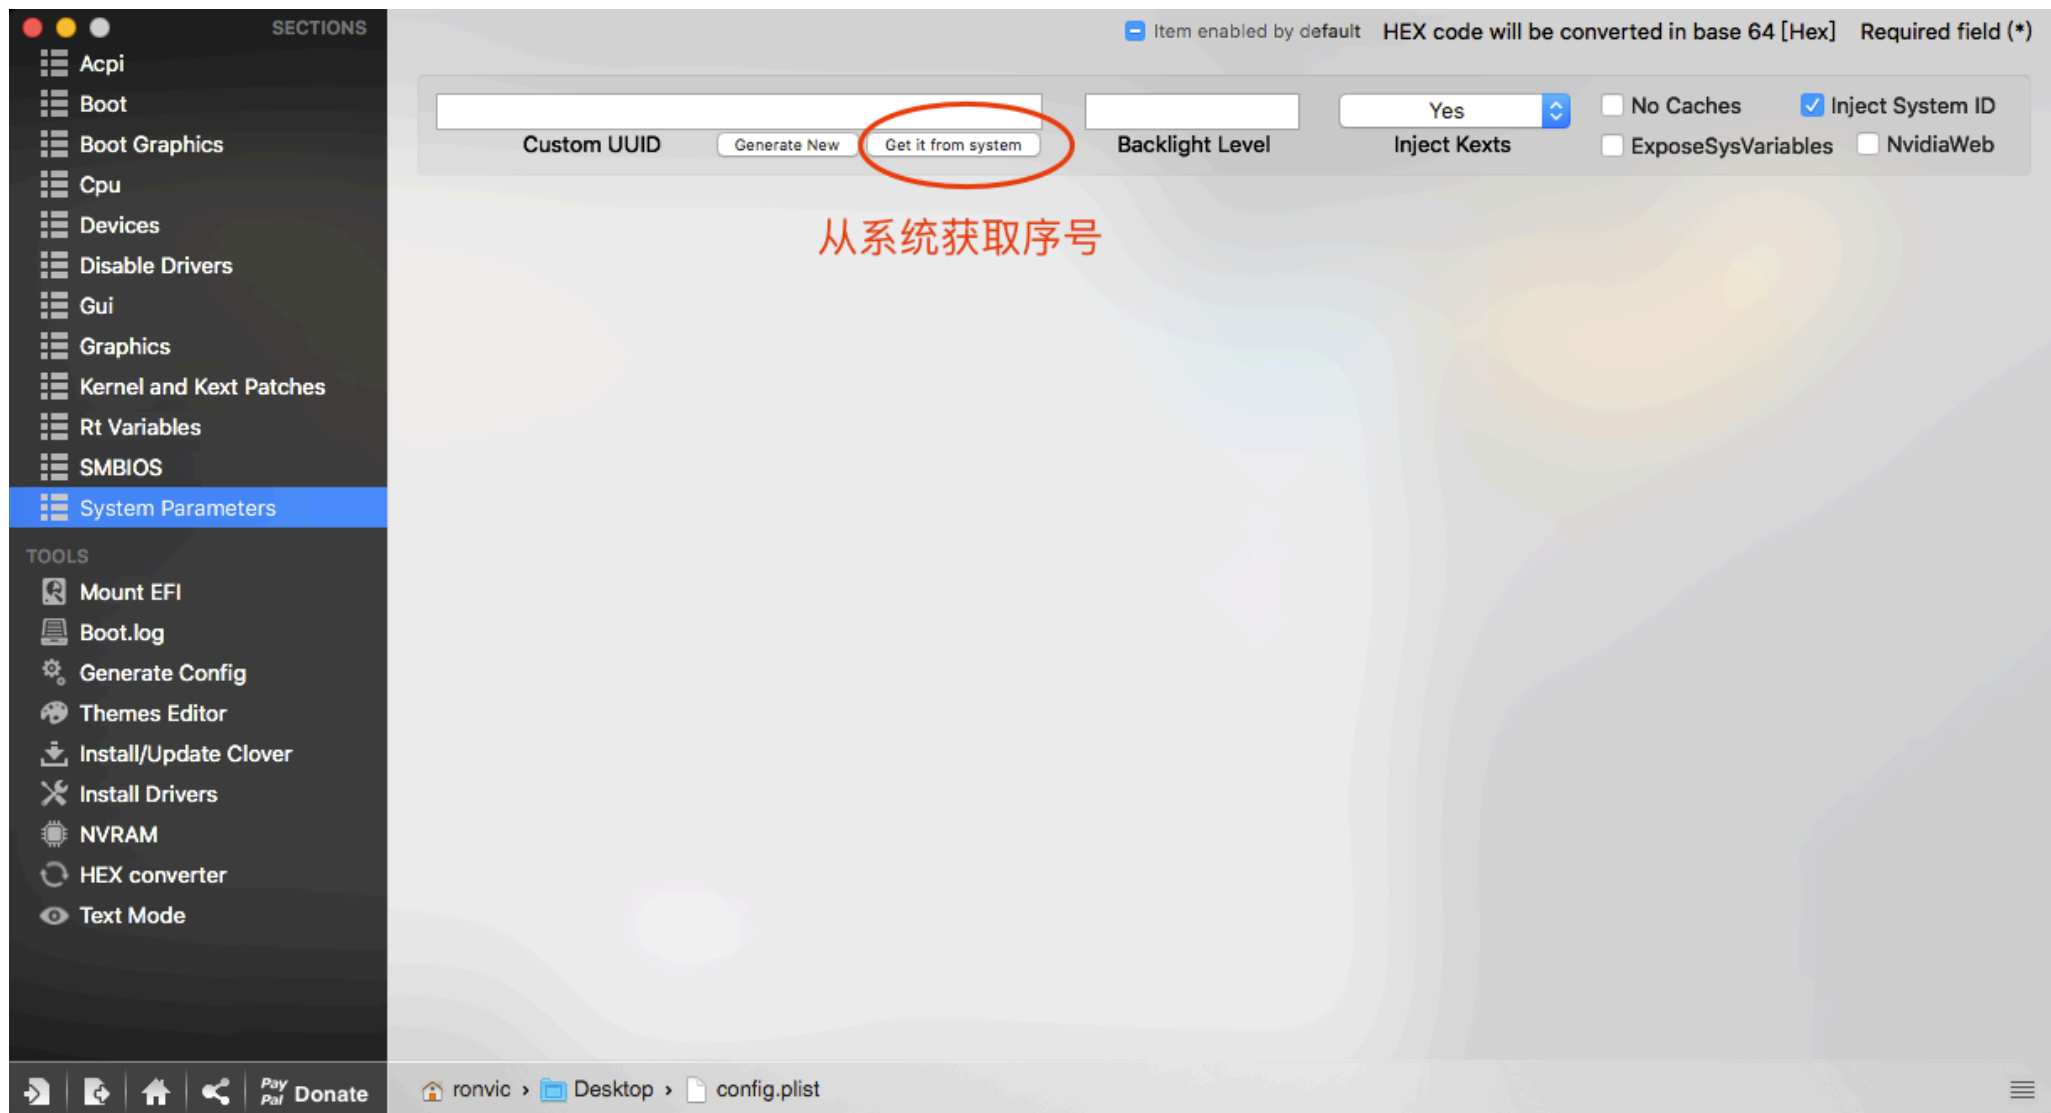 SECTIONS
Acpi
Boot
Boot Graphics
Cpu
Devices
Disable Drivers
Gui
Graphics
Kernel and Kext Patches
Rt Variables
SMBIOS
System Parameters
TOOLS
Mount EFI
Boot.log
Generate Config
Themes Editor
Install/Update Clover
Install Drivers
NVRAM
HEX converter
Text Mode
Pay Pal Donate
Item enabled by default HEX code will be converted in base 64 [Hex] Required field (*)
Yes No Caches Inject System ID
Custom UUID Generate New Get it from system Backlight Level Inject Kexts ExposeSysVariables NvidiaWeb
从系统获取序号
ronvic › Desktop › config.plist